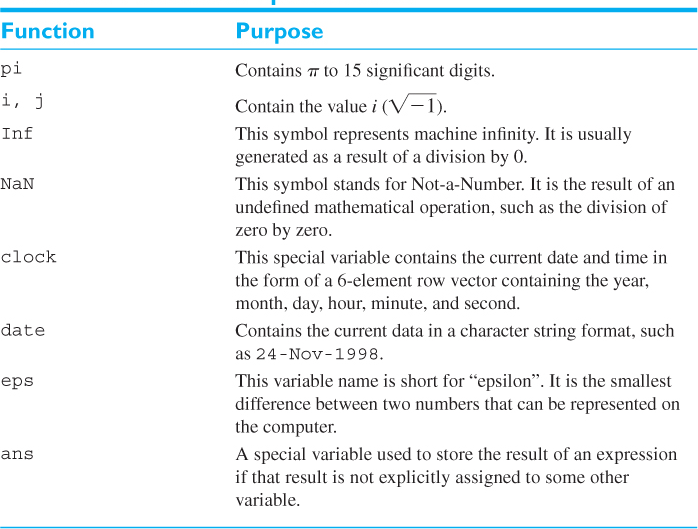 Function Purpose
pi Contains π to 15 significant digits.
i, j Contain the value i (√−1).
Inf This symbol represents machine infinity. It is usually
generated as a result of a division by 0.
NaN This symbol stands for Not-a-Number. It is the result of an
undefined mathematical operation, such as the division of
zero by zero.
clock This special variable contains the current date and time in
the form of a 6-element row vector containing the year,
month, day, hour, minute, and second.
date Contains the current data in a character string format, such
as 24-Nov-1998.
eps This variable name is short for “epsilon”. It is the smallest
difference between two numbers that can be represented on
the computer.
ans A special variable used to store the result of an expression
if that result is not explicitly assigned to some other
variable.